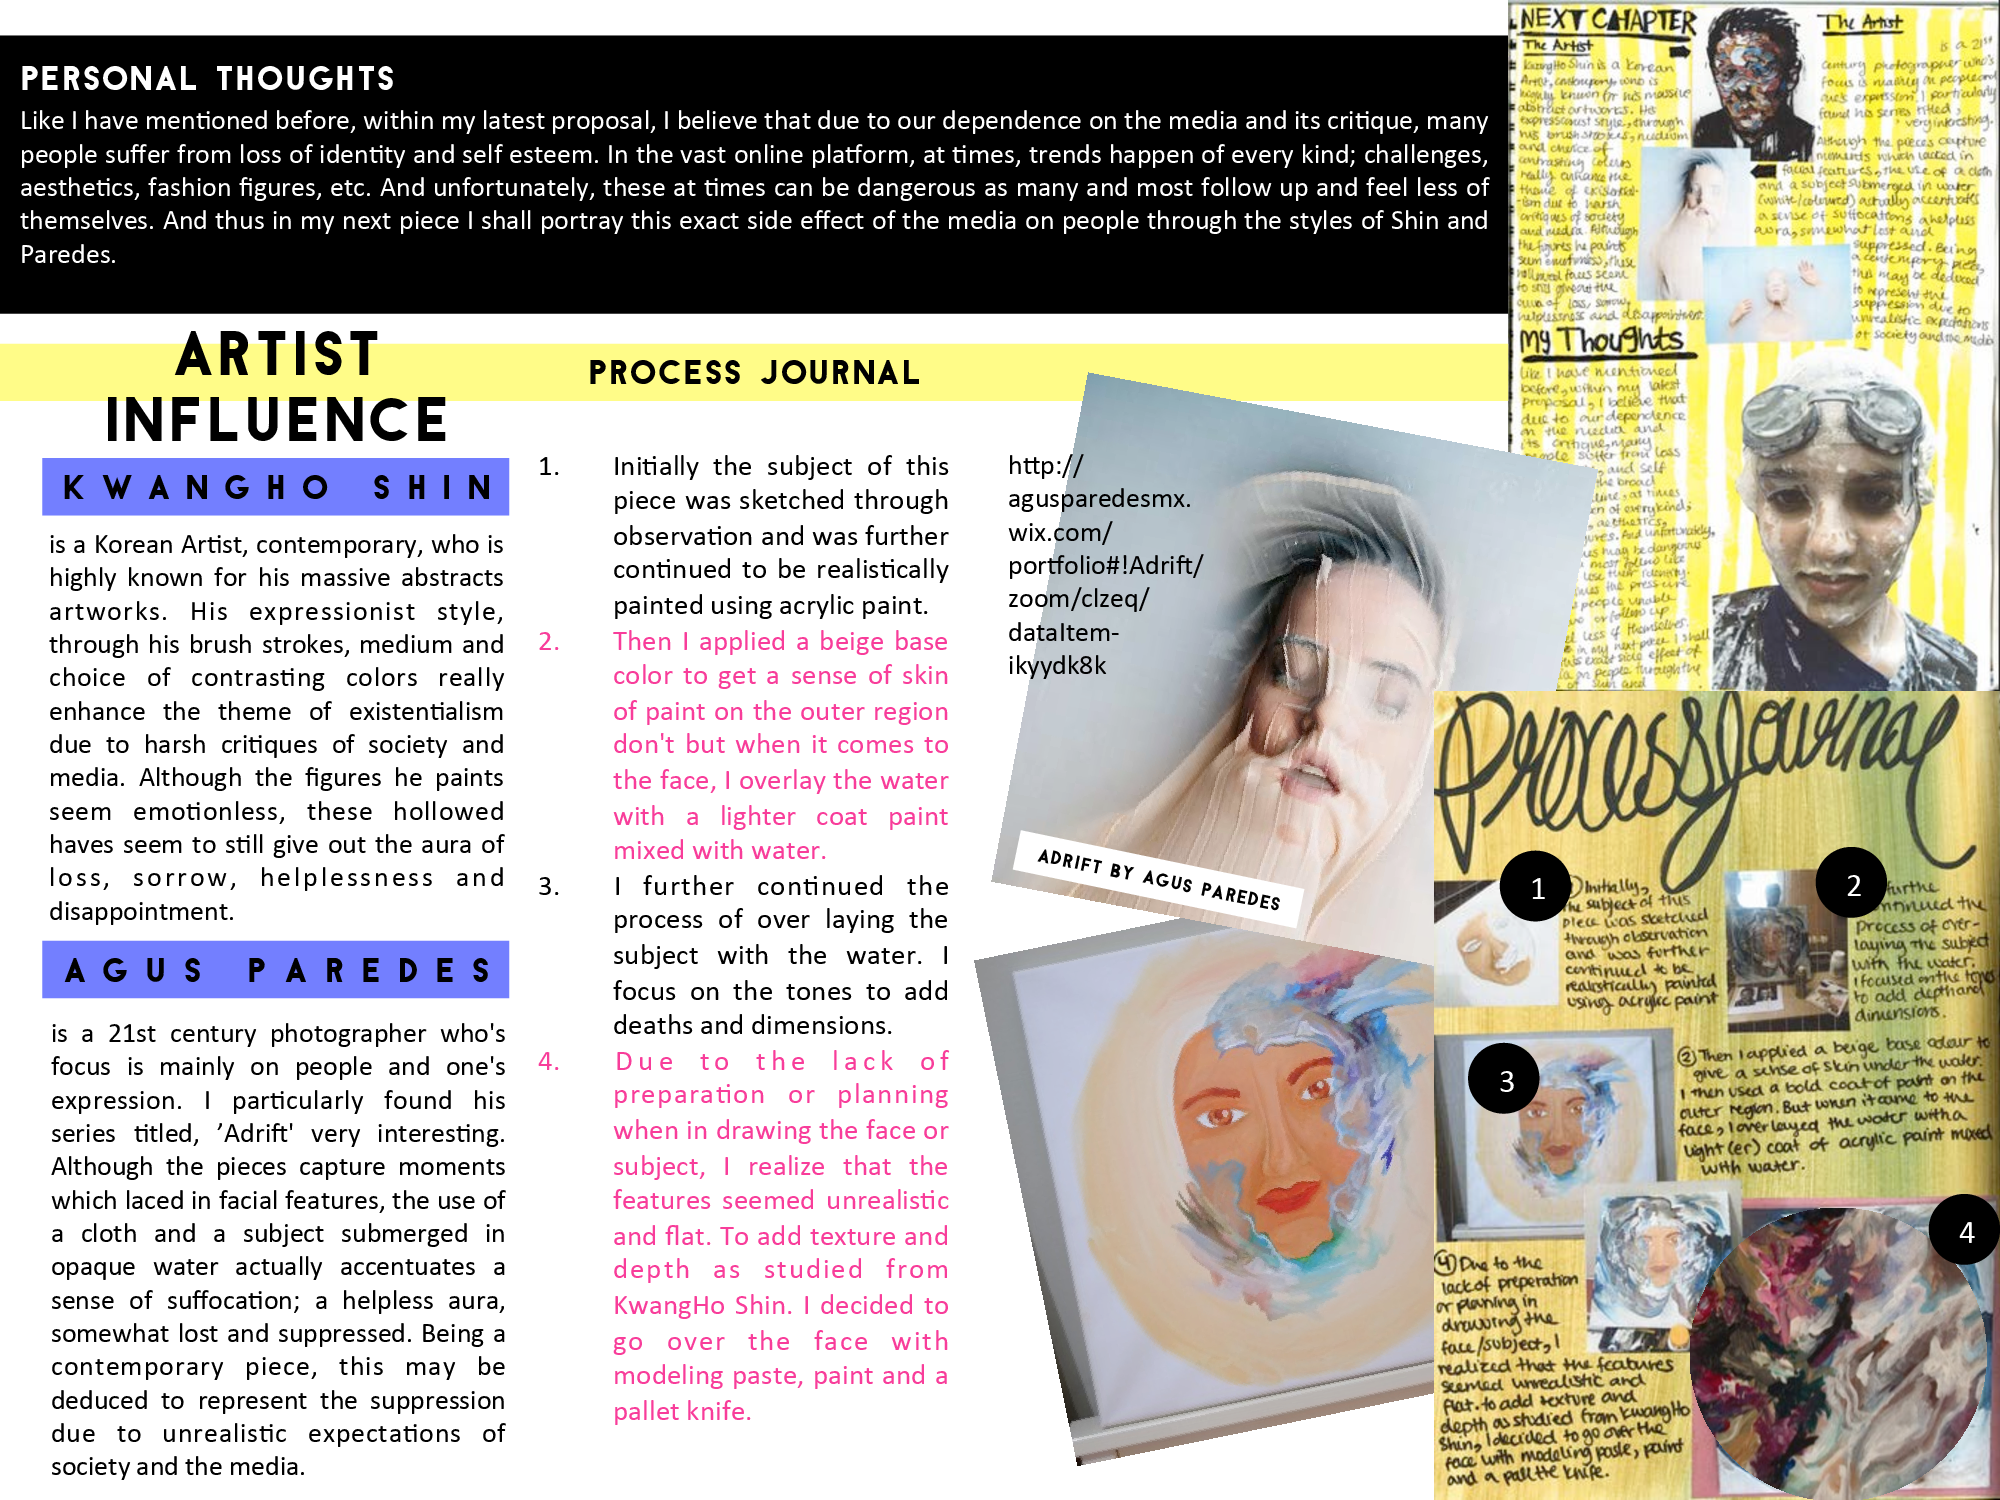 PERSONAL THOUGHTS
Like I have mentioned before, within my latest proposal, I believe that due to our dependence on the media and its critique, many
people suffer from loss of identity and self esteem. In the vast online platform, at times, trends happen of every kind; challenges,
aesthetics, fashion figures, etc. And unfortunately, these at times can be dangerous as many and most follow up and feel less of
themselves. And thus in my next piece I shall portray this exact side effect of the media on people through the styles of Shin and
Paredes.
ARTIST
INFLUENCE
KWANGHO SHIN
is a Korean Artist, contemporary, who is
highly known for his massive abstracts
artworks. His expressionist style,
through his brush strokes, medium and
choice of contrasting colors really
enhance the theme of existentialism
due to harsh critiques of society and
media. Although the figures he paints
seem emotionless, these hollowed
haves seem to still give out the aura of
loss, sorrow, helplessness and
disappointment.
AGUS PAREDES
is a 21st century photographer who's
focus is mainly on people and one's
expression. I particularly found his
series titled, ’Adrift' very interesting.
Although the pieces capture moments
which laced in facial features, the use of
a cloth and a subject submerged in
opaque water actually accentuates a
sense of suffocation; a helpless aura,
somewhat lost and suppressed. Being a
contemporary piece, this may be
deduced to represent the suppression
due to unrealistic expectations of
society and the media.
PROCESS JOURNAL
1. Initially the subject of this
piece was sketched through
observation and was further
continued to be realistically
painted using acrylic paint.
2. Then I applied a beige base
color to get a sense of skin
of paint on the outer region
don't but when it comes to
the face, I overlay the water
with a lighter coat paint
mixed with water.
3. I further continued the
process of over laying the
subject with the water. I
focus on the tones to add
deaths and dimensions.
4. Due to the lack of
preparation or planning
when in drawing the face or
subject, I realize that the
features seemed unrealistic
and flat. To add texture and
depth as studied from
KwangHo Shin. I decided to
go over the face with
modeling paste, paint and a
pallet knife.
http://
agusparedesmx.
wix.com/
portfolio#!Adrift/
zoom/clzeq/
dataItem-
ikyydk8k
ADRIFT BY AGUS PAREDES
NEXT CHAPTER
The Artist
KwangHo Shin is a Korean
Artist, contemporary, who is
highly known for his massive
abstract artworks. His
expressionist style, through
his brush strokes, medium
and choice of
contrasting colors
really enhance the
theme of existential-
ism due to harsh
critiques of society
and media. Although
the figures he paints
seem emotionless, these
hollowed faces seem
to still giveout the
aura of loss, sorrow,
helplessness and disappointment.
The Artist
is a 21st
century photographer who's
focus is mainly on people and
one's expression. I particularly
found his series titled,
very interesting.
Although the pieces capture
moments which lacked in
facial features, the use of a cloth
and a subject submerged in water
(white/coloured) actually accentuates
a sense of suffocation; a helpless
aura, somewhat lost and
suppressed. Being
a contemporary piece,
this may be deduced
to represent the
suppression due to
unrealistic expectations
of society and the media
My Thoughts
like I have mentioned
before, within my latest
proposal, I believe that
due to our dependence
on the media and
its critique, many
people suffer from loss
and self
Process Journal
1
① Initially,
the subject of this
piece was sketched
through observation
and was further
continued to be
realistically painted
using acrylic paint
2
furthe
continued the
process of over-
laying the subject
with the water.
I focused on the tones
to add depth and
dimensions.
3
② Then I applied a beige base colour to
give a sense of skin under the water.
I then used a bold coat of paint on the
outer region. But when it came to the
face, I overlayed the water with a
light(er) coat of acrylic paint mixed
with water.
4
④ Due to the
lack of preperation
or planing in
drawing the
face/subject, I
realized that the features
seemed unrealistic and
flat. to add texture and
depth as studied from KwangHo
Shin, I decided to go over the
face with modeling paste, paint
and a palltte knife.